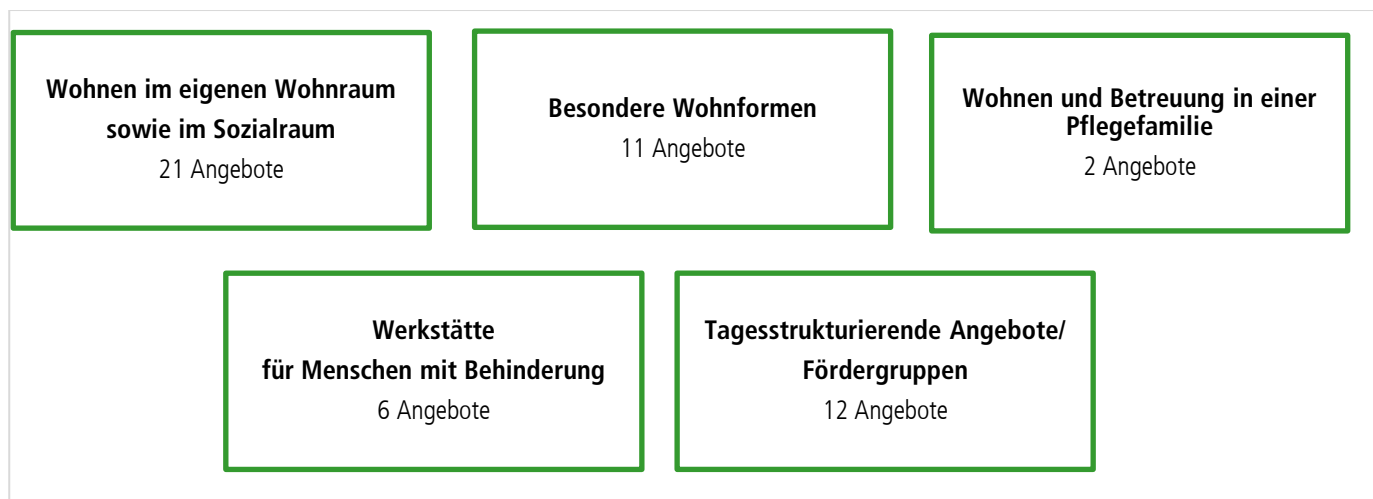 Wohnen im eigenen Wohnraum
sowie im Sozialraum
21 Angebote
Besondere Wohnformen
11 Angebote
Wohnen und Betreuung in einer
Pflegefamilie
2 Angebote
Werkstätte
für Menschen mit Behinderung
6 Angebote
Tagesstrukturierende Angebote/
Fördergruppen
12 Angebote